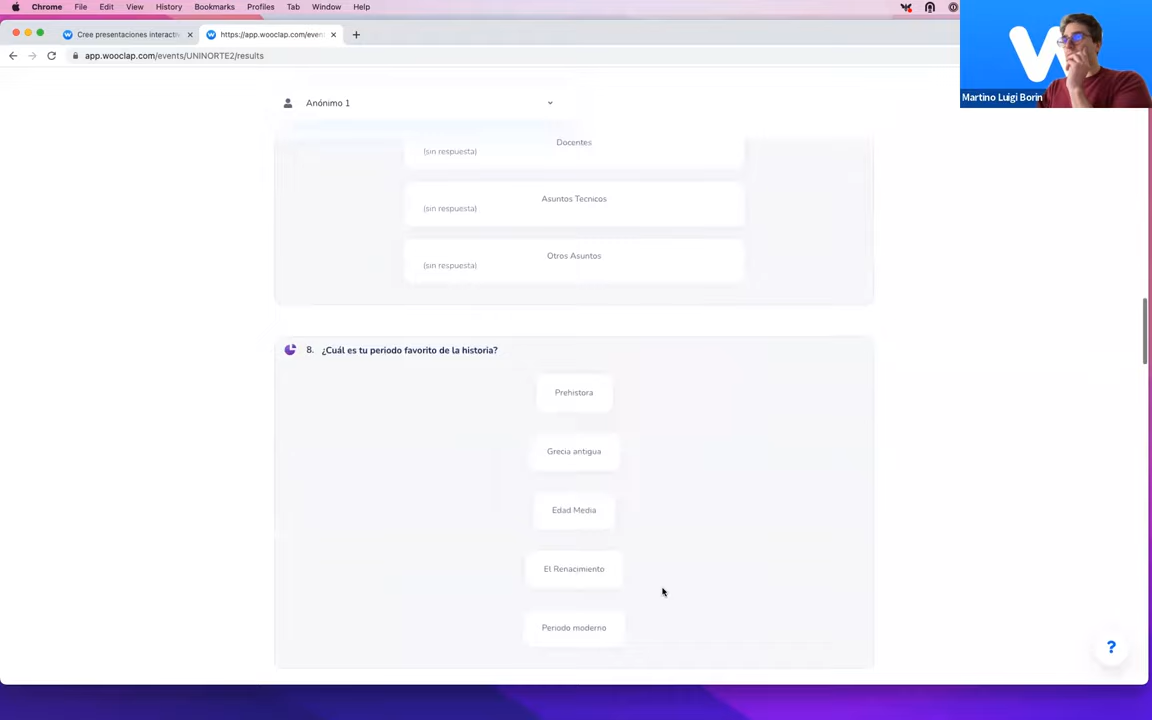 Chrome File Edit View History Bookmarks Profiles Tab Window Help
Cree presentaciones interacti
https://app.wooclap.com/even
app.wooclap.com/events/UNINORTE2/results
Martino Luigi Borin
Anónimo 1
Docentes
(sin respuesta)
Asuntos Tecnicos
(sin respuesta)
Otros Asuntos
(sin respuesta)
8. ¿Cuál es tu periodo favorito de la historia?
Prehistora
Grecia antigua
Edad Media
El Renacimiento
Periodo moderno
?